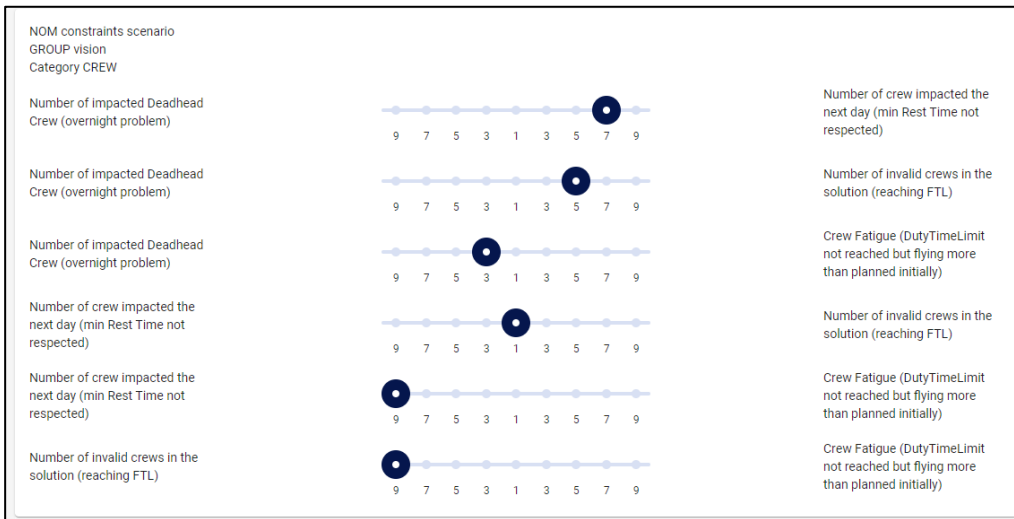 NOM constraints scenario
GROUP vision
Category CREW
Number of impacted Deadhead
Crew (overnight problem)
9 7 5 3 1 3 5 7 9
Number of crew impacted the
next day (min Rest Time not
respected)
Number of impacted Deadhead
Crew (overnight problem)
9 7 5 3 1 3 5 7 9
Number of invalid crews in the
solution (reaching FTL)
Number of impacted Deadhead
Crew (overnight problem)
9 7 5 3 1 3 5 7 9
Crew Fatigue (DutyTimeLimit
not reached but flying more
than planned initially)
Number of crew impacted the
next day (min Rest Time not
respected)
9 7 5 3 1 3 5 7 9
Number of invalid crews in the
solution (reaching FTL)
Number of crew impacted the
next day (min Rest Time not
respected)
9 7 5 3 1 3 5 7 9
Crew Fatigue (DutyTimeLimit
not reached but flying more
than planned initially)
Number of invalid crews in the
solution (reaching FTL)
9 7 5 3 1 3 5 7 9
Crew Fatigue (DutyTimeLimit
not reached but flying more
than planned initially)